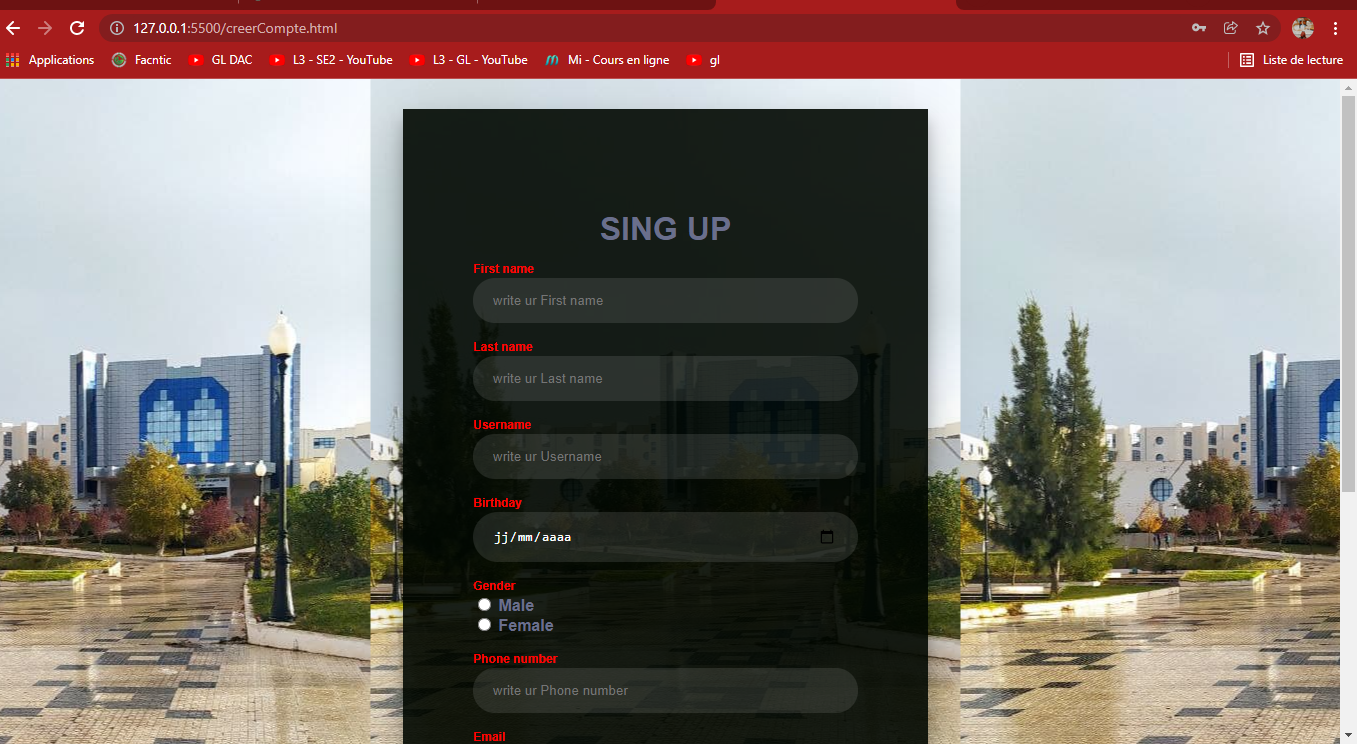 127.0.0.1:5500/creerCompte.html
Applications Facntic GL DAC L3 - SE2 - YouTube L3 - GL - YouTube Mi - Cours en ligne gl Liste de lecture
SING UP
First name
write ur First name
Last name
write ur Last name
Username
write ur Username
Birthday
jj/mm/aaaa
Gender
Male
Female
Phone number
write ur Phone number
Email